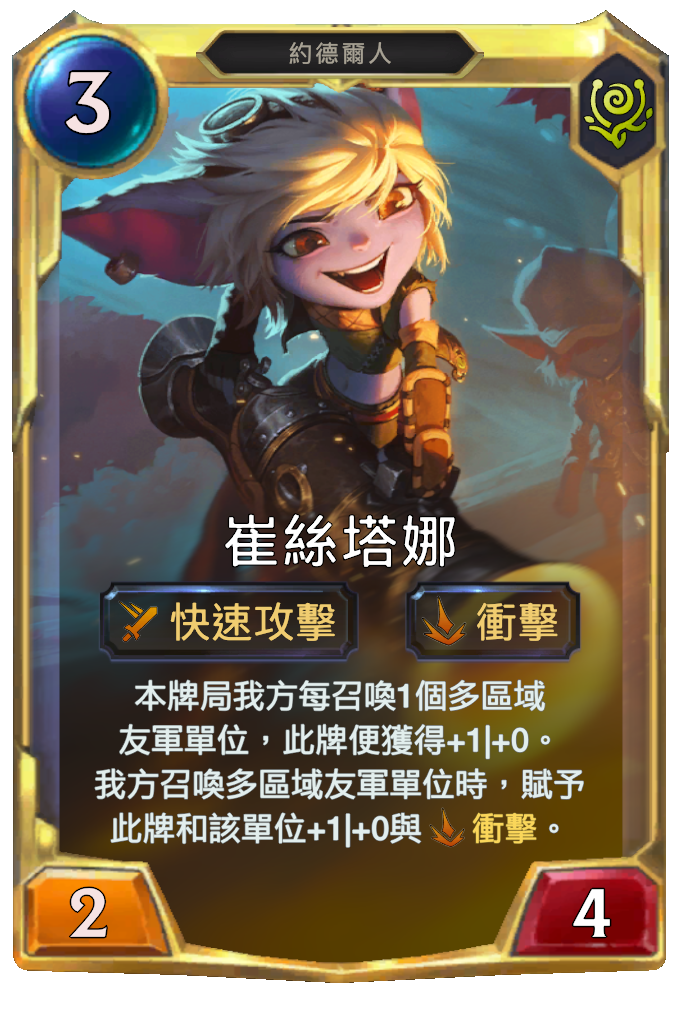 約德爾人
3
崔絲塔娜
快速攻擊 衝擊
本牌局我方每召喚1個多區域
友軍單位，此牌便獲得+1|+0。
我方召喚多區域友軍單位時，賦予
此牌和該單位+1|+0與衝擊。
2 4